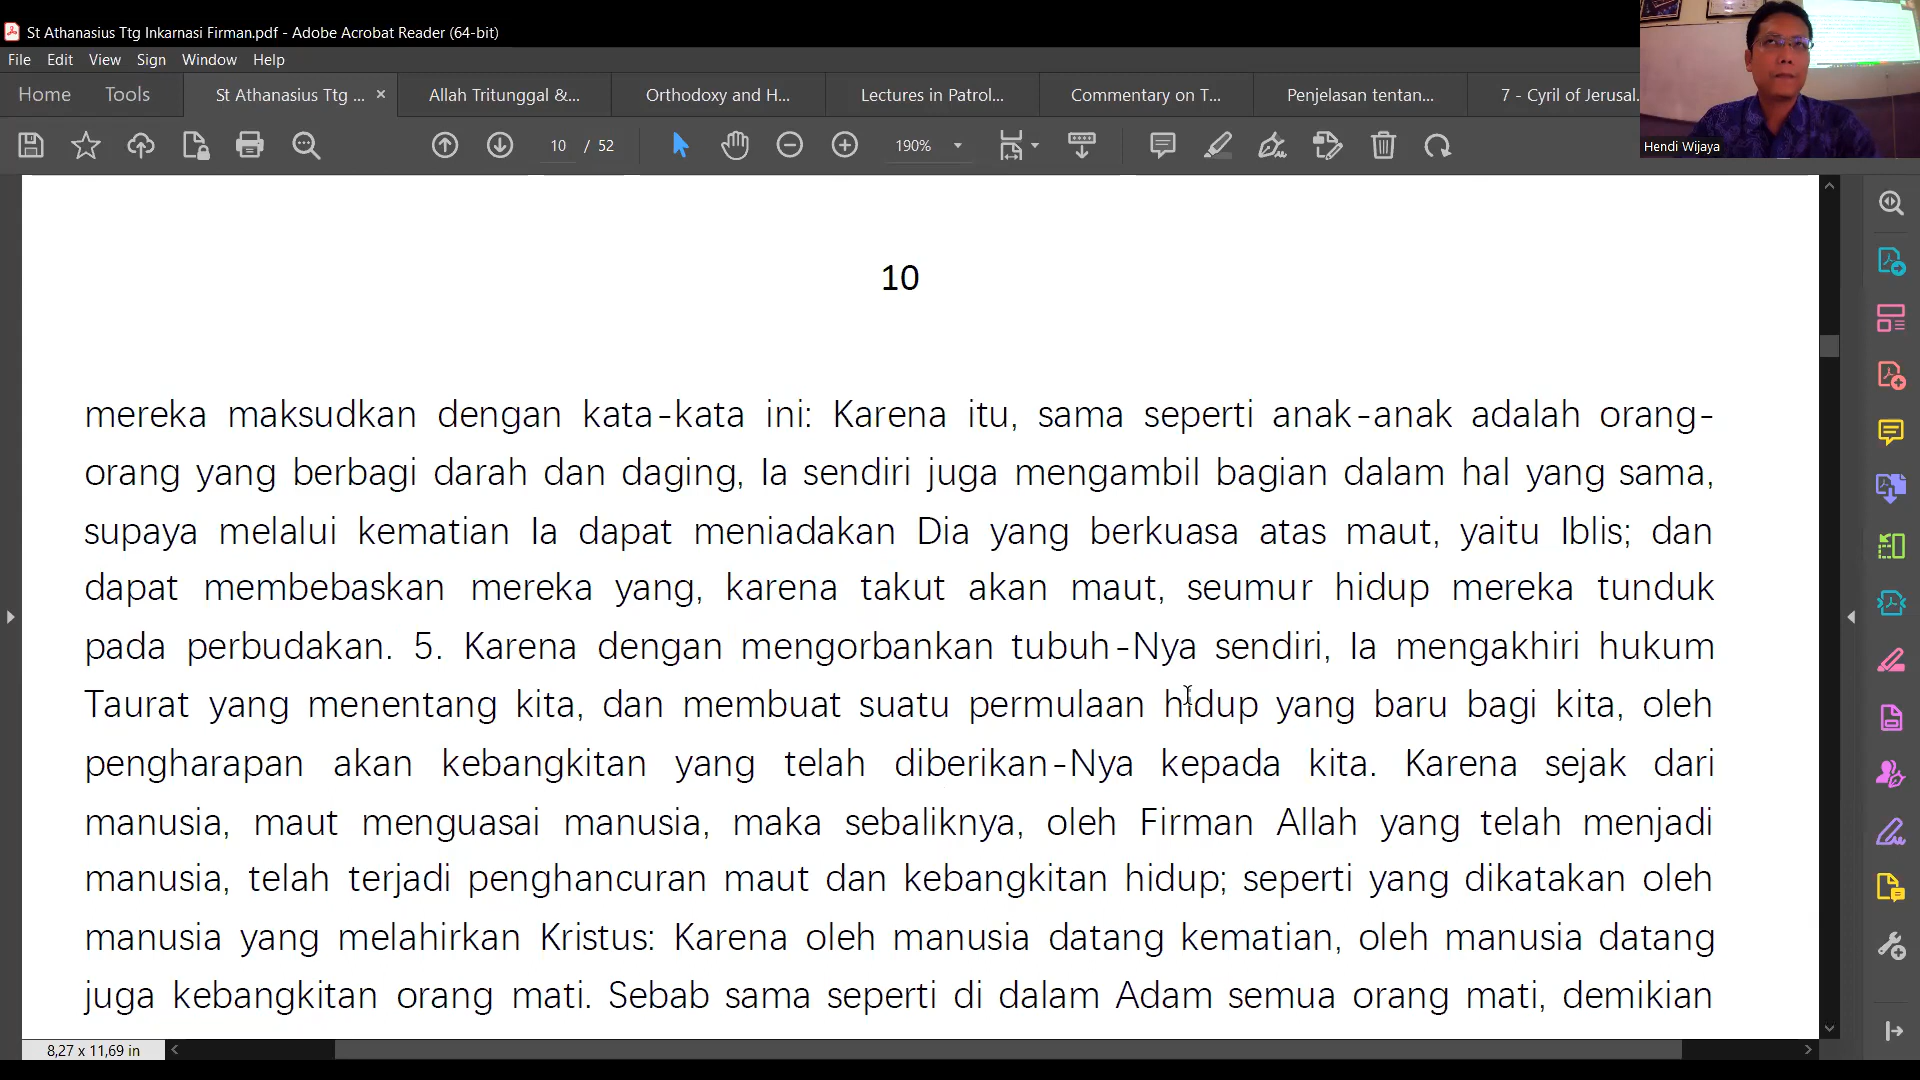 St Athanasius Ttg Inkarnasi Firman.pdf - Adobe Acrobat Reader (64-bit)
File Edit View Sign Window Help
Home Tools St Athanasius Ttg ... × Allah Tritunggal &... Orthodoxy and H... Lectures in Patrol... Commentary on T... Penjelasan tentan... 7 - Cyril of Jerusal..
10 / 52 190%
Hendi Wijaya
10
mereka maksudkan dengan kata-kata ini: Karena itu, sama seperti anak-anak adalah orang-
orang yang berbagi darah dan daging, Ia sendiri juga mengambil bagian dalam hal yang sama,
supaya melalui kematian Ia dapat meniadakan Dia yang berkuasa atas maut, yaitu Iblis; dan
dapat membebaskan mereka yang, karena takut akan maut, seumur hidup mereka tunduk
pada perbudakan. 5. Karena dengan mengorbankan tubuh-Nya sendiri, Ia mengakhiri hukum
Taurat yang menentang kita, dan membuat suatu permulaan hidup yang baru bagi kita, oleh
pengharapan akan kebangkitan yang telah diberikan-Nya kepada kita. Karena sejak dari
manusia, maut menguasai manusia, maka sebaliknya, oleh Firman Allah yang telah menjadi
manusia, telah terjadi penghancuran maut dan kebangkitan hidup; seperti yang dikatakan oleh
manusia yang melahirkan Kristus: Karena oleh manusia datang kematian, oleh manusia datang
juga kebangkitan orang mati. Sebab sama seperti di dalam Adam semua orang mati, demikian
8,27 x 11,69 in